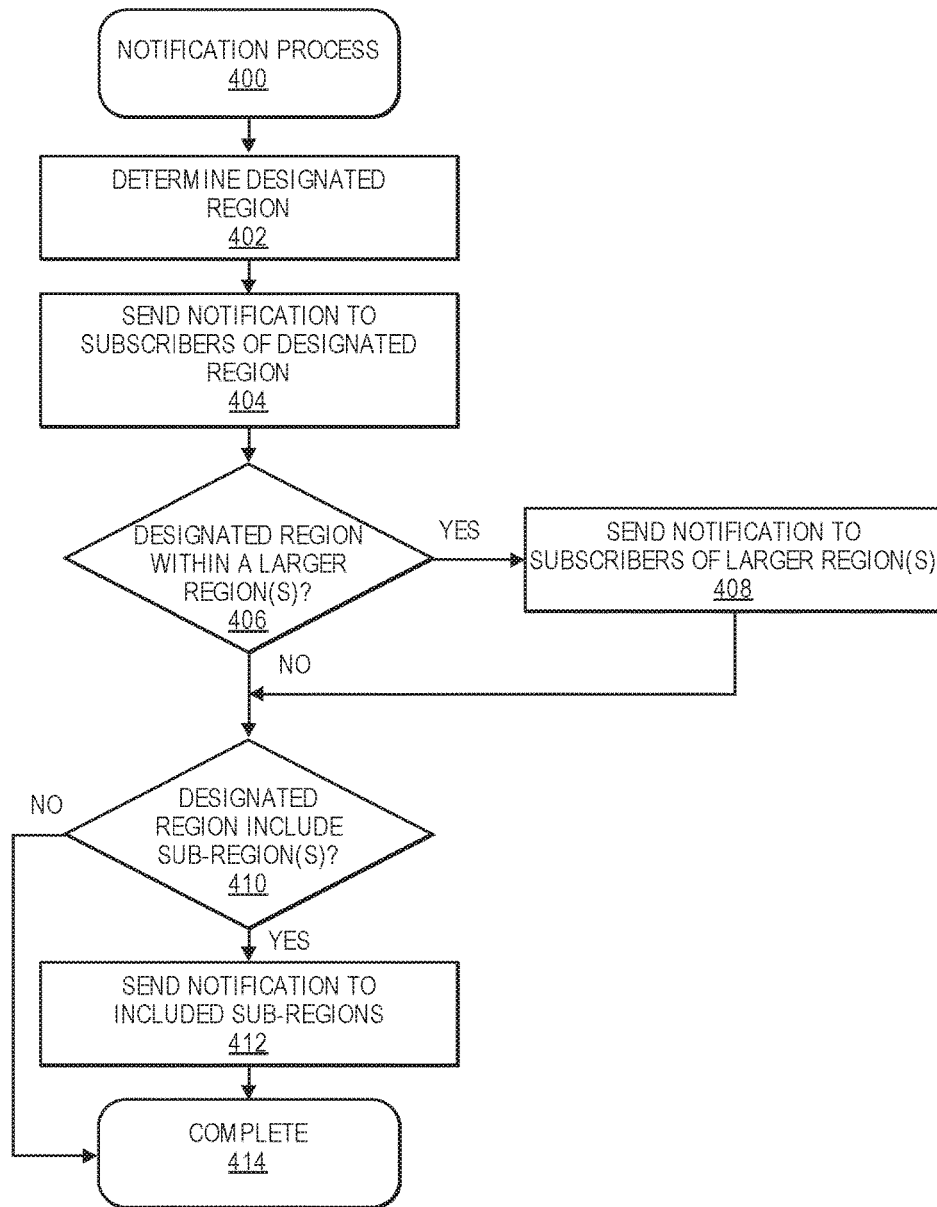 NOTIFICATION PROCESS
400
DETERMINE DESIGNATED
REGION
402
SEND NOTIFICATION TO
SUBSCRIBERS OF DESIGNATED
REGION
404
DESIGNATED REGION
WITHIN A LARGER
REGION(S)?
406
YES
SEND NOTIFICATION TO
SUBSCRIBERS OF LARGER REGION(S)
408
NO
DESIGNATED
REGION INCLUDE
SUB-REGION(S)?
410
NO
YES
SEND NOTIFICATION TO
INCLUDED SUB-REGIONS
412
COMPLETE
414